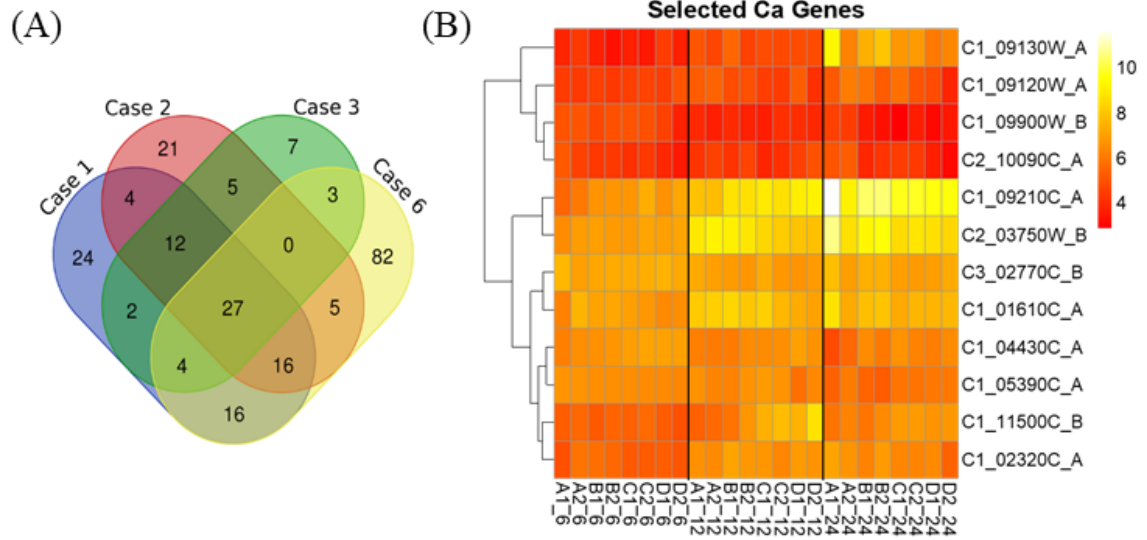 (A)
Case 2
Case 3
Case 1
Case 6
21
7
4
5
3
24
12
0
82
2
27
5
4
16
16
(B)
Selected Ca Genes
C1_09130W_A
C1_09120W_A
C1_09900W_B
C2_10090C_A
C1_09210C_A
C2_03750W_B
C3_02770C_B
C1_01610C_A
C1_04430C_A
C1_05390C_A
C1_11500C_B
C1_02320C_A
10
8
6
4
A1_6
A2_6
B1_6
B2_6
C1_6
C2_6
D1_6
D2_6
A1_12
A2_12
B1_12
B2_12
C1_12
C2_12
D1_12
D2_12
A1_24
A2_24
B1_24
B2_24
C1_24
C2_24
D1_24
D2_24